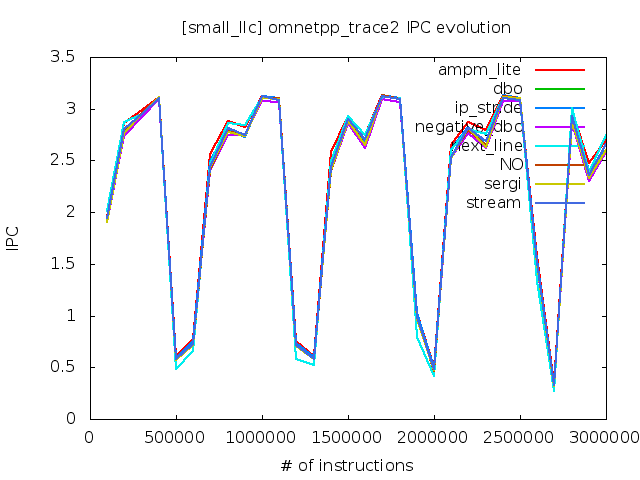 [small_llc] omnetpp_trace2 IPC evolution
3.5
3
2.5
2
1.5
1
0.5
0
IPC
ampm_lite
dbo
ip_stride
negative_dbo
next_line
NO
sergi
stream
0 500000 1000000 1500000 2000000 2500000 3000000
# of instructions